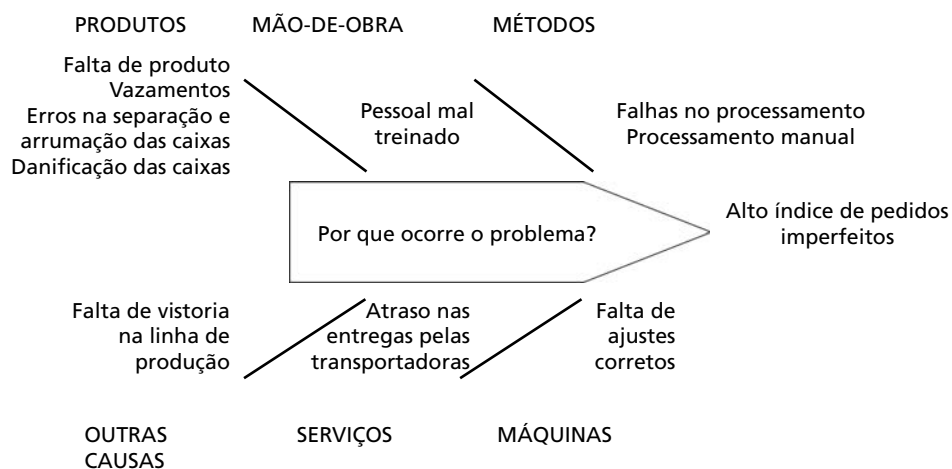 PRODUTOS
MÃO-DE-OBRA
MÉTODOS
Falta de produto
Vazamentos
Erros na separação e
arrumação das caixas
Danificação das caixas
Pessoal mal
treinado
Falhas no processamento
Processamento manual
Por que ocorre o problema?
Alto índice de pedidos
imperfeitos
Falta de vistoria
na linha de
produção
Atraso nas
entregas pelas
transportadoras
Falta de
ajustes
corretos
OUTRAS
CAUSAS
SERVIÇOS
MÁQUINAS